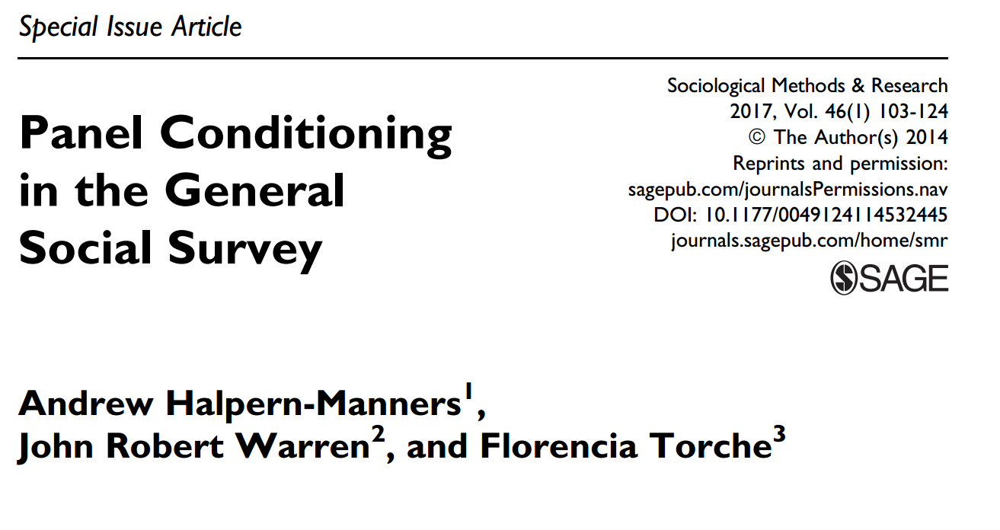 Special Issue Article
Sociological Methods & Research
2017, Vol. 46(1) 103-124
© The Author(s) 2014
Reprints and permission:
sagepub.com/journalsPermissions.nav
DOI: 10.1177/0049124114532445
journals.sagepub.com/home/smr
SAGE
Panel Conditioning
in the General
Social Survey
Andrew Halpern-Manners1,
John Robert Warren2, and Florencia Torche3